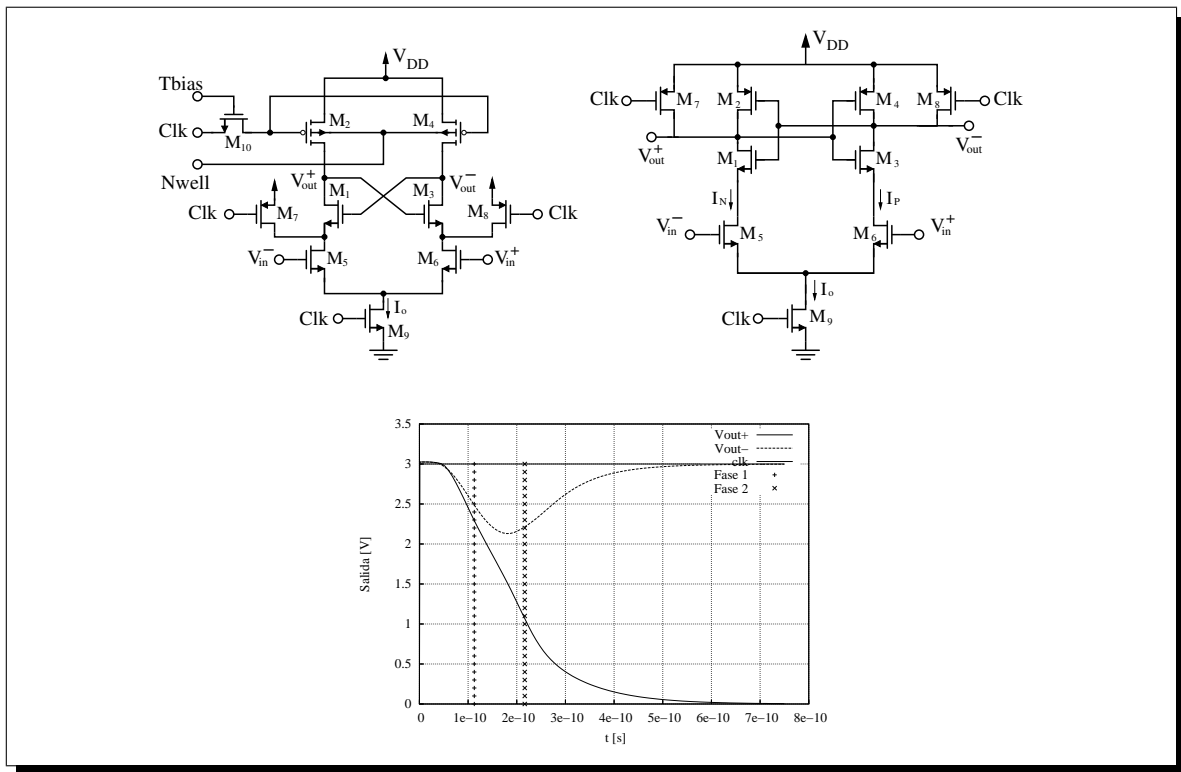 V DD
Tbias
Clk
M10
Nwell
M2
M4
V+out
V−out
M1
M3
Clk
M7
M8
Clk
V−in
M5
M6
V+in
Io
Clk
M9
V DD
Clk
M7
M2
M4
M8
Clk
V+out
V−out
M1
M3
IN
IP
V−in
M5
M6
V+in
Io
Clk
M9
Salida [V]
3.5
3
2.5
2
1.5
1
0.5
0
Vout+
Vout−
clk
Fase 1
Fase 2
0 1e−10 2e−10 3e−10 4e−10 5e−10 6e−10 7e−10 8e−10
t [s]